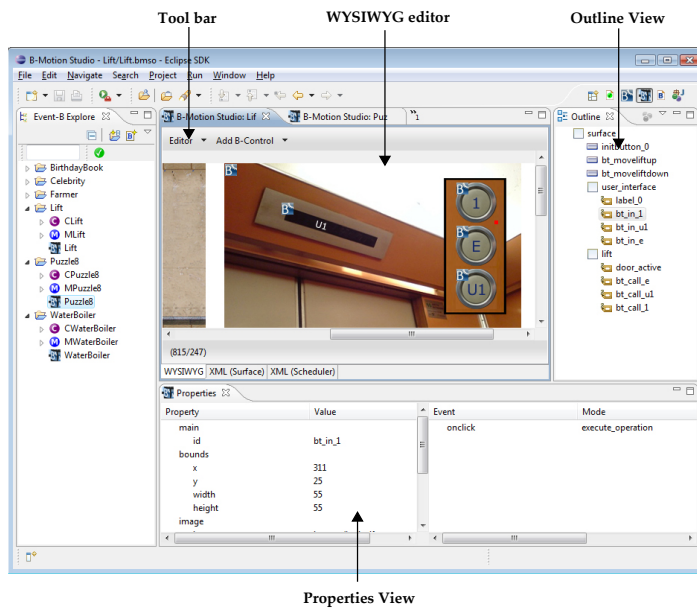 Tool bar
WYSIWYG editor
Outline View
B-Motion Studio - Lift/Lift.bmso - Eclipse SDK
File Edit Navigate Search Project Run Window Help
Event-B Explore
B-Motion Studio: Lif
B-Motion Studio: Puz
1
Outline
Editor
Add B-Control
BirthdayBook
Celebrity
Farmer
Lift
CLift
MLift
Lift
Puzzle8
CPuzzle8
MPuzzle8
Puzzle8
WaterBoiler
CWaterBoiler
MWaterBoiler
WaterBoiler
U1
1
E
U1
(815/247)
WYSIWYG
XML (Surface)
XML (Scheduler)
surface
initbutton_0
bt_moveliftup
bt_moveliftdown
user_interface
label_0
bt_in_1
bt_in_u1
bt_in_e
lift
door_active
bt_call_e
bt_call_u1
bt_call_1
Properties
Property Value
main
id bt_in_1
bounds
x 311
y 25
width 55
height 55
image
Event Mode
onclick execute_operation
Properties View